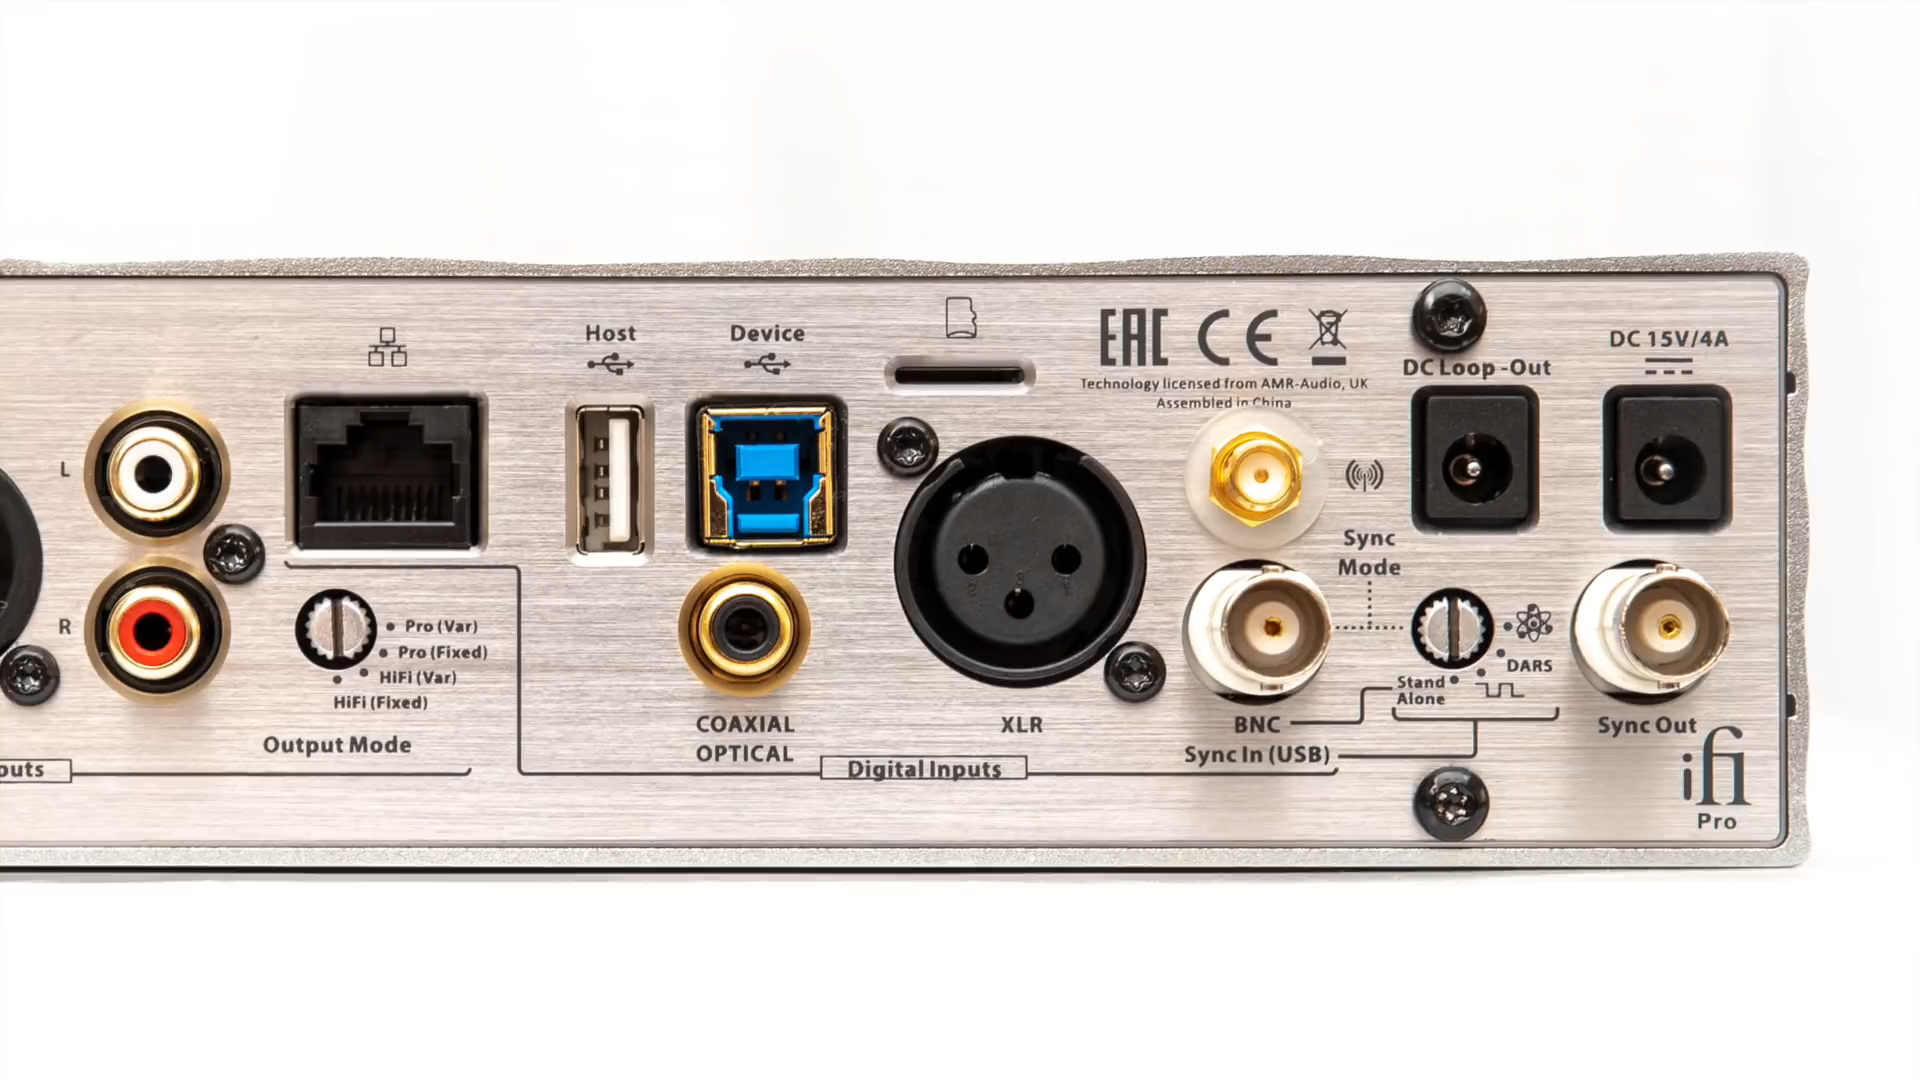 L
R
Pro (Var)
Pro (Fixed)
HiFi (Var)
HiFi (Fixed)
Output Mode
puts
Host
Device
COAXIAL
OPTICAL
Digital Inputs
XLR
EAC CE
Technology licensed from AMR-Audio, UK
Assembled in China
Sync
Mode
BNC
Sync In (USB)
DC Loop -Out
DC 15V/4A
DARS
Stand
Alone
Sync Out
ifi
Pro